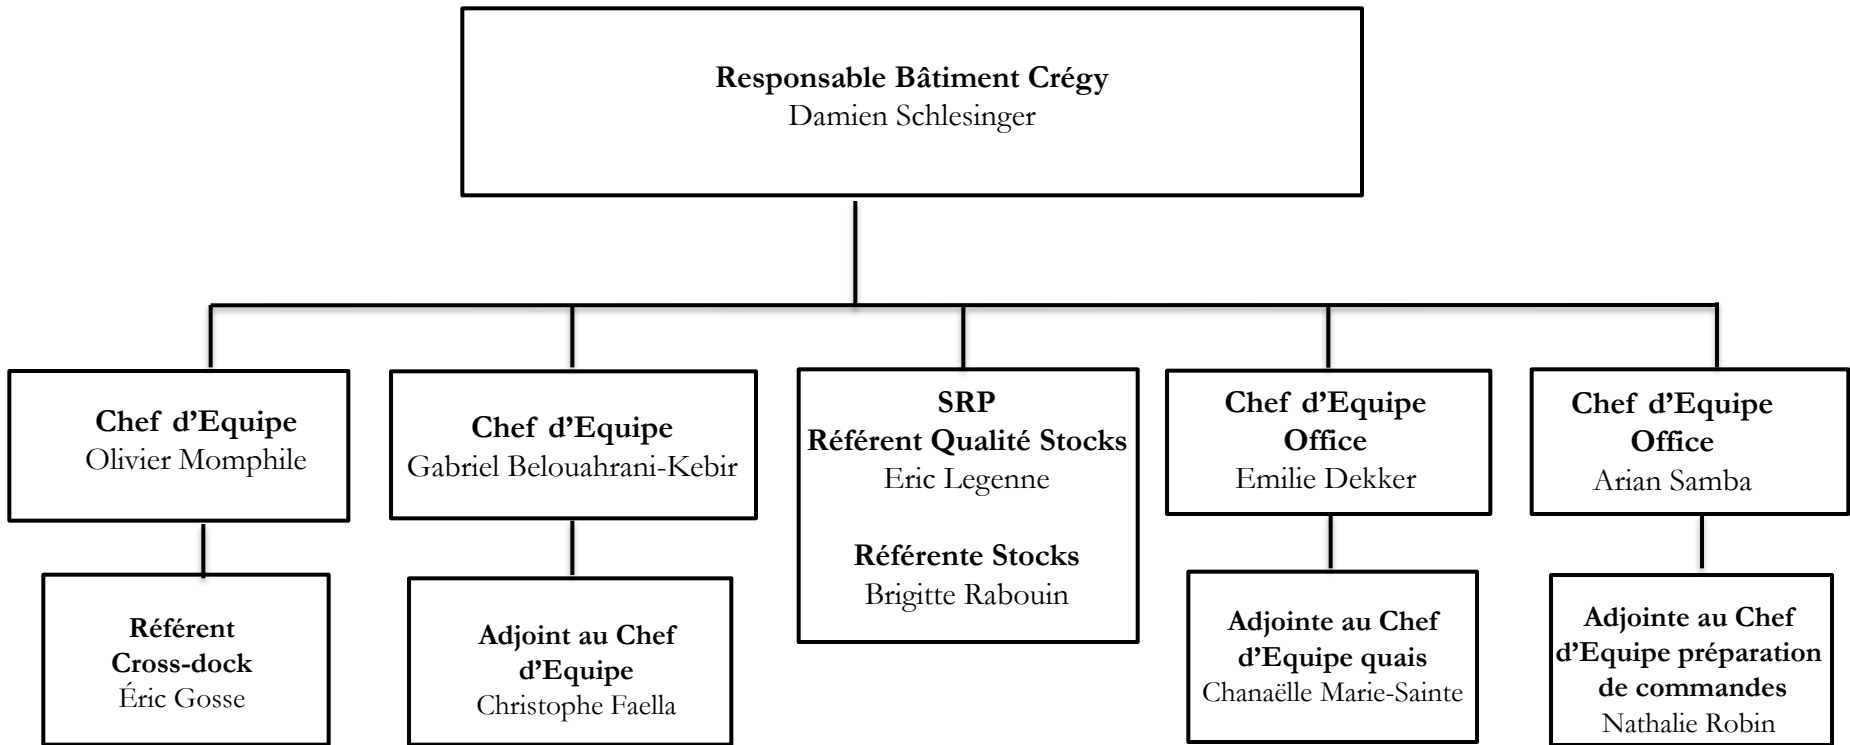 Responsable Bâtiment Crégy
Damien Schlesinger
Chef d’Equipe
Olivier Momphile
Chef d’Equipe
Gabriel Belouahrani-Kebir
SRP
Référent Qualité Stocks
Eric Legenne
Référente Stocks
Brigitte Rabouin
Chef d’Equipe
Office
Emilie Dekker
Chef d’Equipe
Office
Arian Samba
Référent
Cross-dock
Éric Gosse
Adjoint au Chef
d’Equipe
Christophe Faella
Adjointe au Chef
d’Equipe quais
Chanaëlle Marie-Sainte
Adjointe au Chef
d’Equipe préparation
de commandes
Nathalie Robin